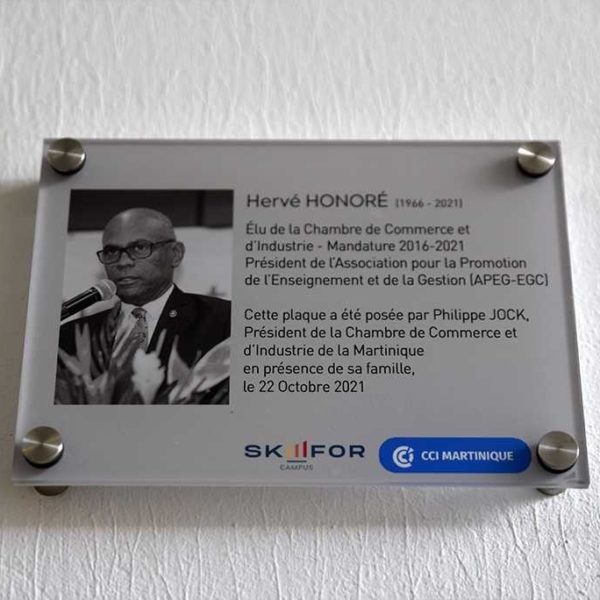 Hervé HONORÉ (1966 - 2021)
Élu de la Chambre de Commerce et
d'Industrie - Mandature 2016-2021
Président de l'Association pour la Promotion
de l'Enseignement et de la Gestion (APEG-EGC)
Cette plaque a été posée par Philippe JOCK,
Président de la Chambre de Commerce et
d'Industrie de la Martinique
en présence de sa famille,
le 22 Octobre 2021
SKILLFOR
CAMPUS
CCI MARTINIQUE